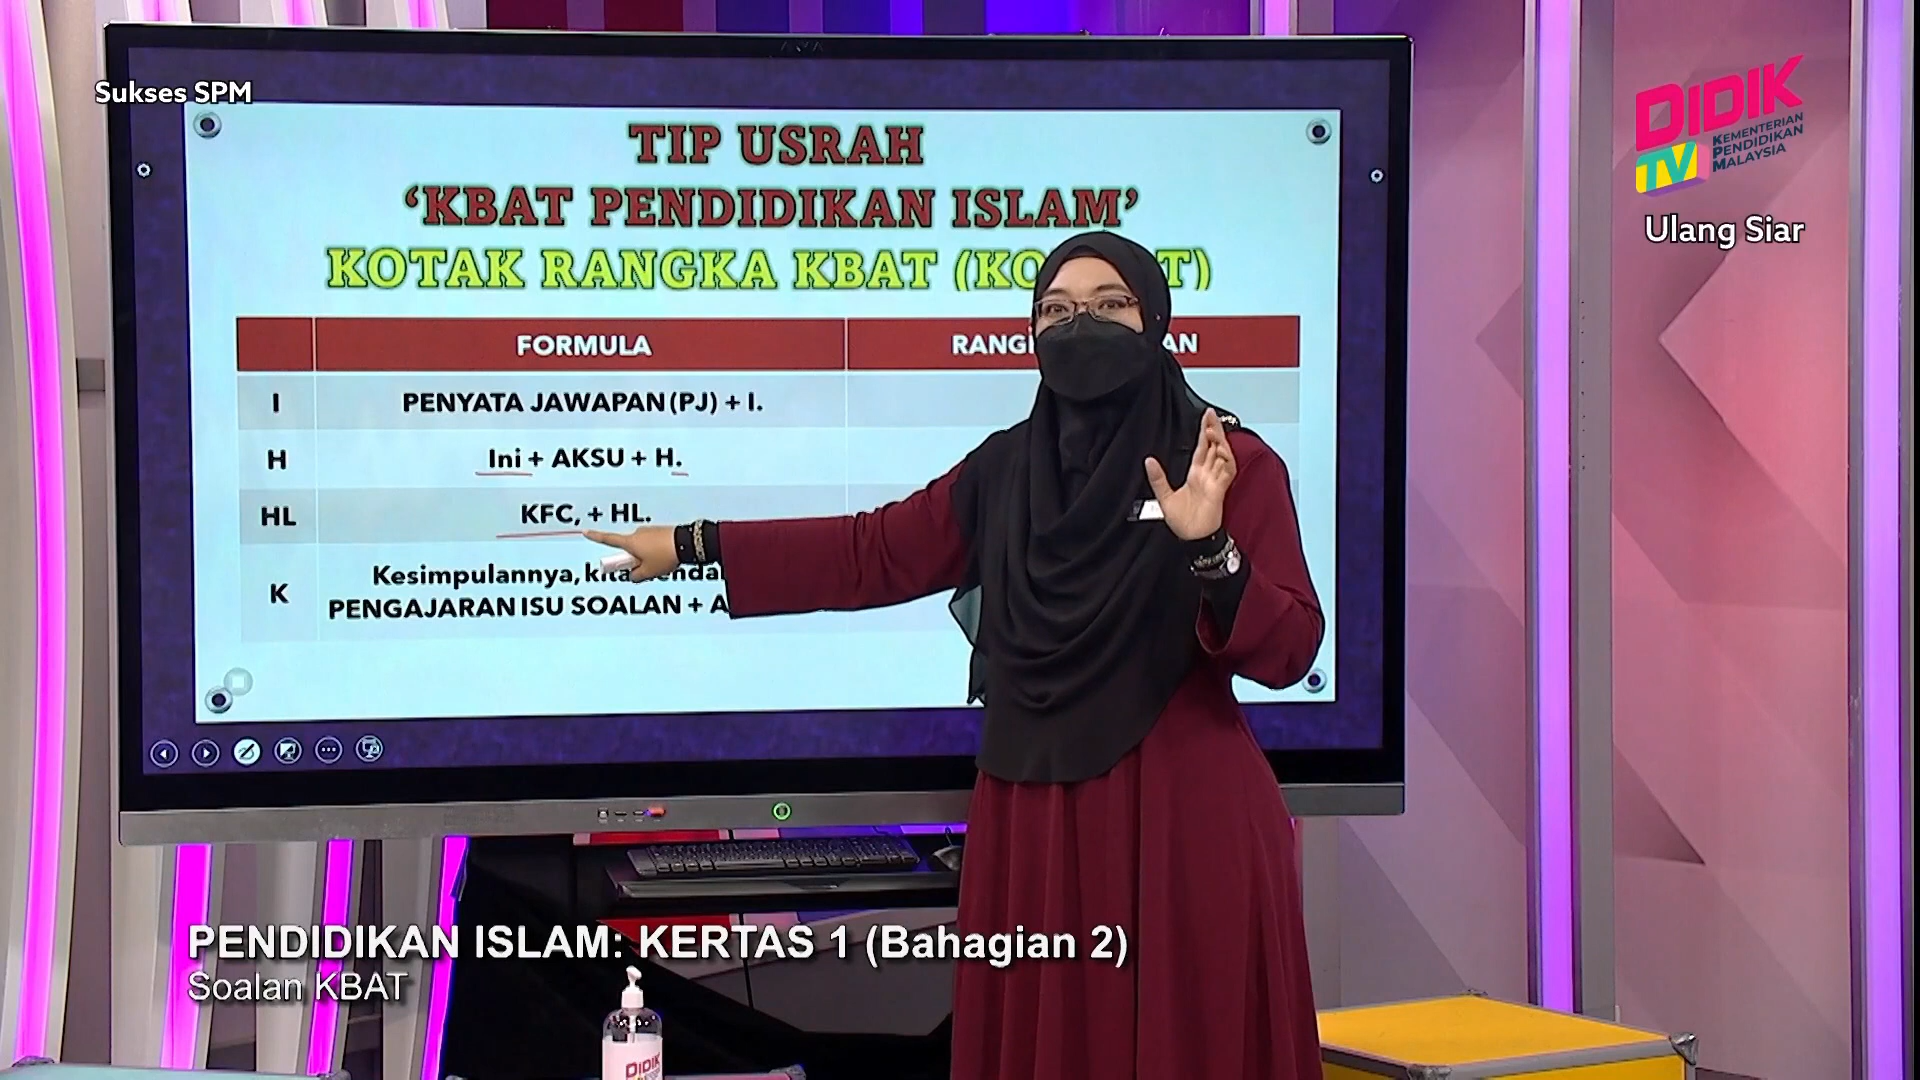 Sukses SPM
DIDIK
TV
KEMENTERIAN
PENDIDIKAN
MALAYSIA
Ulang Siar
TIP USRAH
‘KBAT PENDIDIKAN ISLAM’
KOTAK RANGKA KBAT (KO T)
FORMULA
I PENYATA JAWAPAN (PJ) + I.
H Ini + AKSU + H.
HL KFC, + HL.
Kesimpulannya, kita
K
PENGAJARAN ISU SOALAN + A
PENDIDIKAN ISLAM: KERTAS 1 (Bahagian 2)
Soalan KBAT
DIDIK